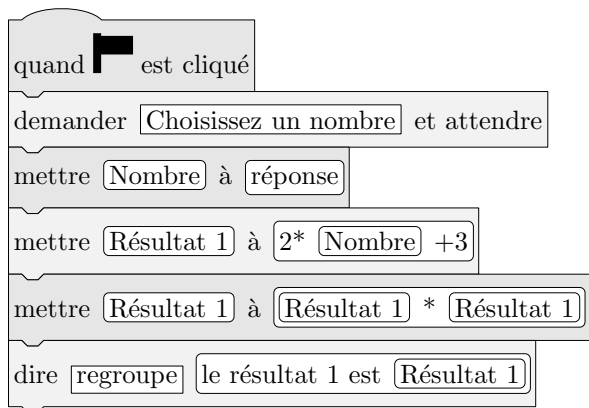 quand est cliqué
demander Choisissez un nombre et attendre
mettre Nombre à réponse
mettre Résultat 1 à 2* Nombre +3
mettre Résultat 1 à Résultat 1 * Résultat 1
dire regroupe le résultat 1 est Résultat 1